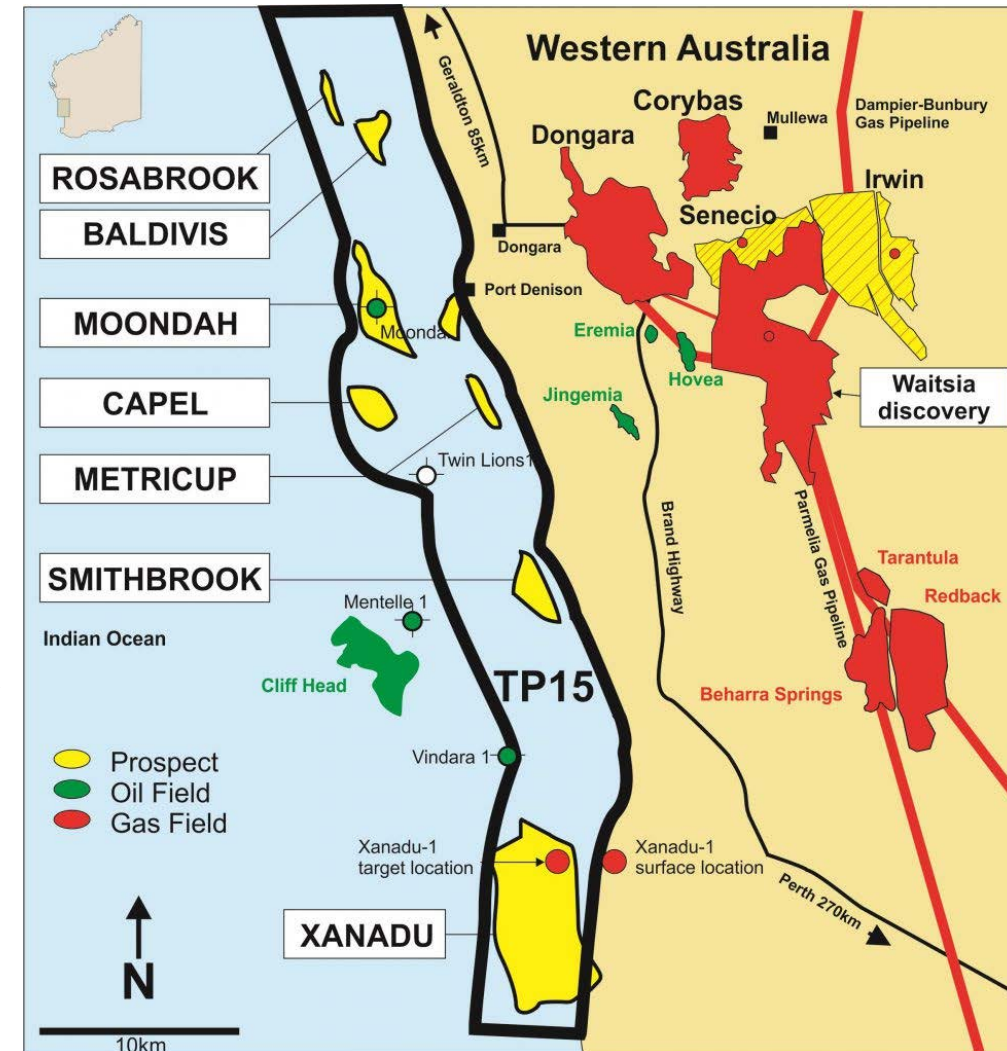 Western Australia
Geraldton 85km
Corybas
Mullewa
Dampier-Bunbury
Gas Pipeline
Dongara
ROSABROOK
Irwin
Senecio
BALDIVIS
Dongara
Port Denison
MOONDAH
Moonda
Eremia
Hovea
Waitsia
discovery
Jingemia
CAPEL
METRICUP
Twin Lions1
Brand Highway
Parmelia Gas Pipeline
SMITHBROOK
Tarantula
Redback
Mentelle 1
Indian Ocean
Cliff Head
TP15
Beharra Springs
Vindara 1
Prospect
Oil Field
Gas Field
Xanadu-1
target location
Xanadu-1
surface location
Perth 270km
XANADU
N
10km